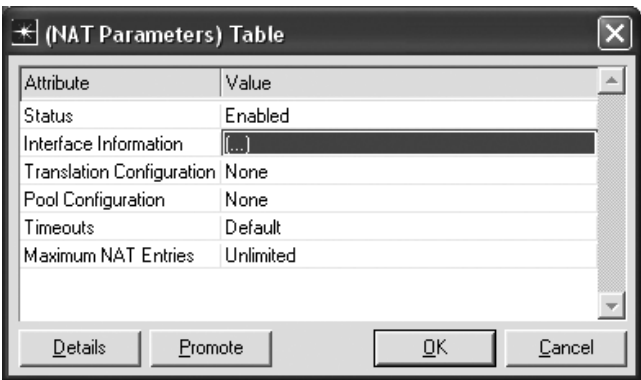 (NAT Parameters) Table
Attribute Value
Status Enabled
Interface Information (...)
Translation Configuration None
Pool Configuration None
Timeouts Default
Maximum NAT Entries Unlimited
Details Promote OK Cancel